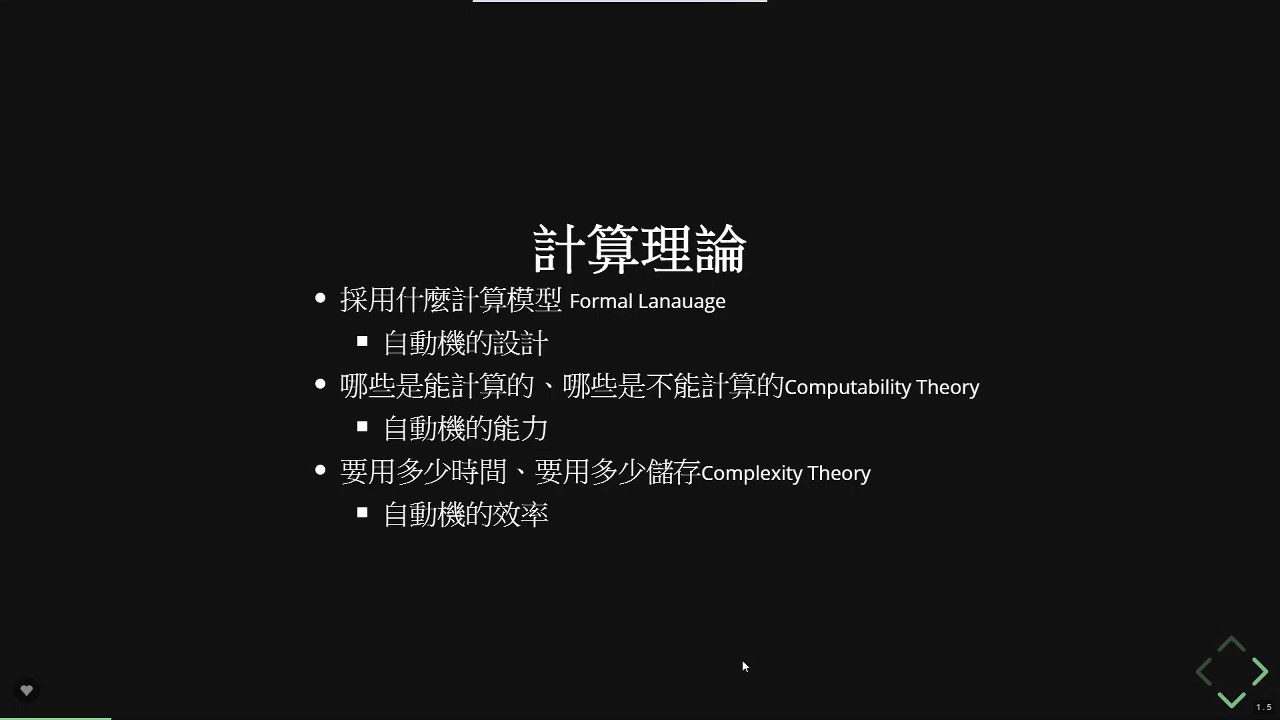 計算理論
採用什麼計算模型 Formal Lanauage
自動機的設計
哪些是能計算的、哪些是不能計算的Computability Theory
自動機的能力
要用多少時間、要用多少儲存Complexity Theory
自動機的效率
1.5